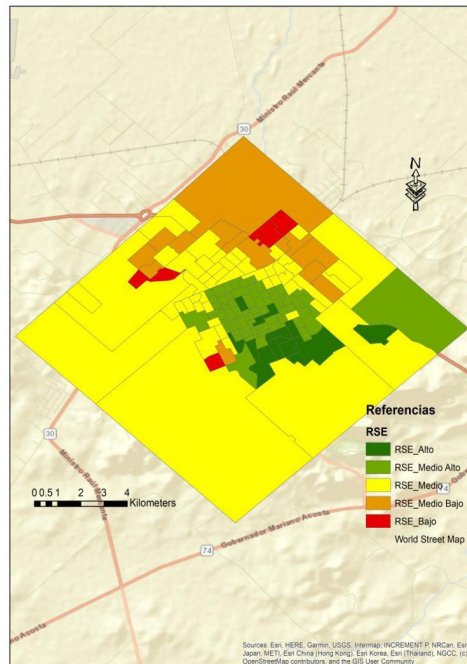 30
Ministro Raúl Mercante
N
Referencias
RSE
RSE_Alto
RSE_Medio Alto
RSE_Medio
RSE_Medio Bajo
RSE_Bajo
World Street Map
30
Ministro Raúl
0 0.5 1 2 3 4
Kilometers
74
74
Gobernador Mariano Acosta
Acosta
Sources: Esri, HERE, Garmin, USGS, Intermap, INCREMENT P, NRCan, Esri
Japan, METI, Esri China (Hong Kong), Esri Korea, Esri (Thailand), NGCC, (c)
OpenStreetMap contributors, and the GIS User Community